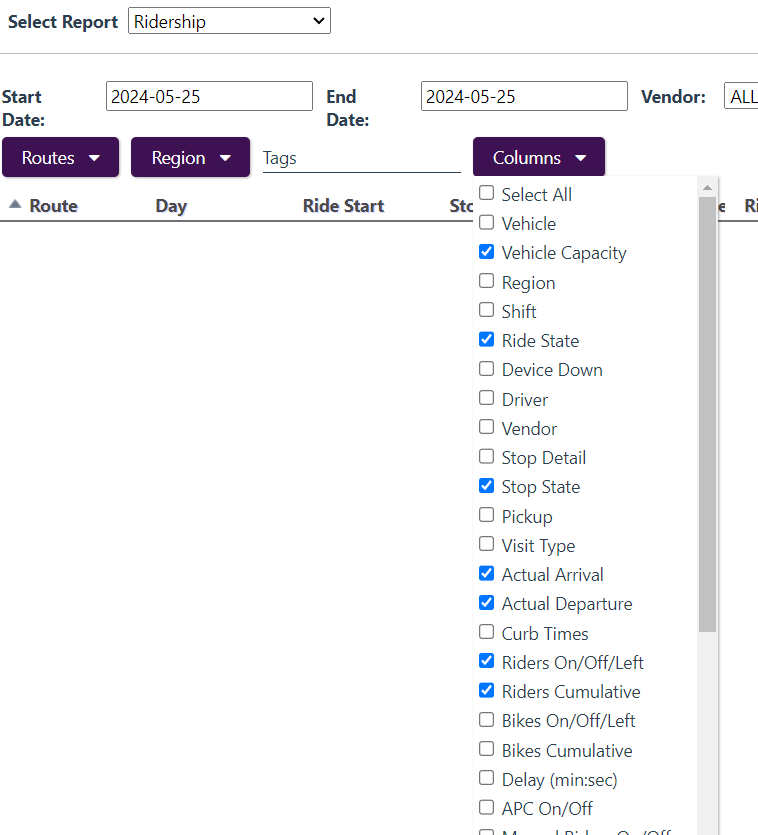 Select Report Ridership
Start Date: 2024-05-25 End Date: 2024-05-25 Vendor: ALL
Routes Region Tags Columns
Route Day Ride Start
Select All
Vehicle
Vehicle Capacity
Region
Shift
Ride State
Device Down
Driver
Vendor
Stop Detail
Stop State
Pickup
Visit Type
Actual Arrival
Actual Departure
Curb Times
Riders On/Off/Left
Riders Cumulative
Bikes On/Off/Left
Bikes Cumulative
Delay (min:sec)
APC On/Off